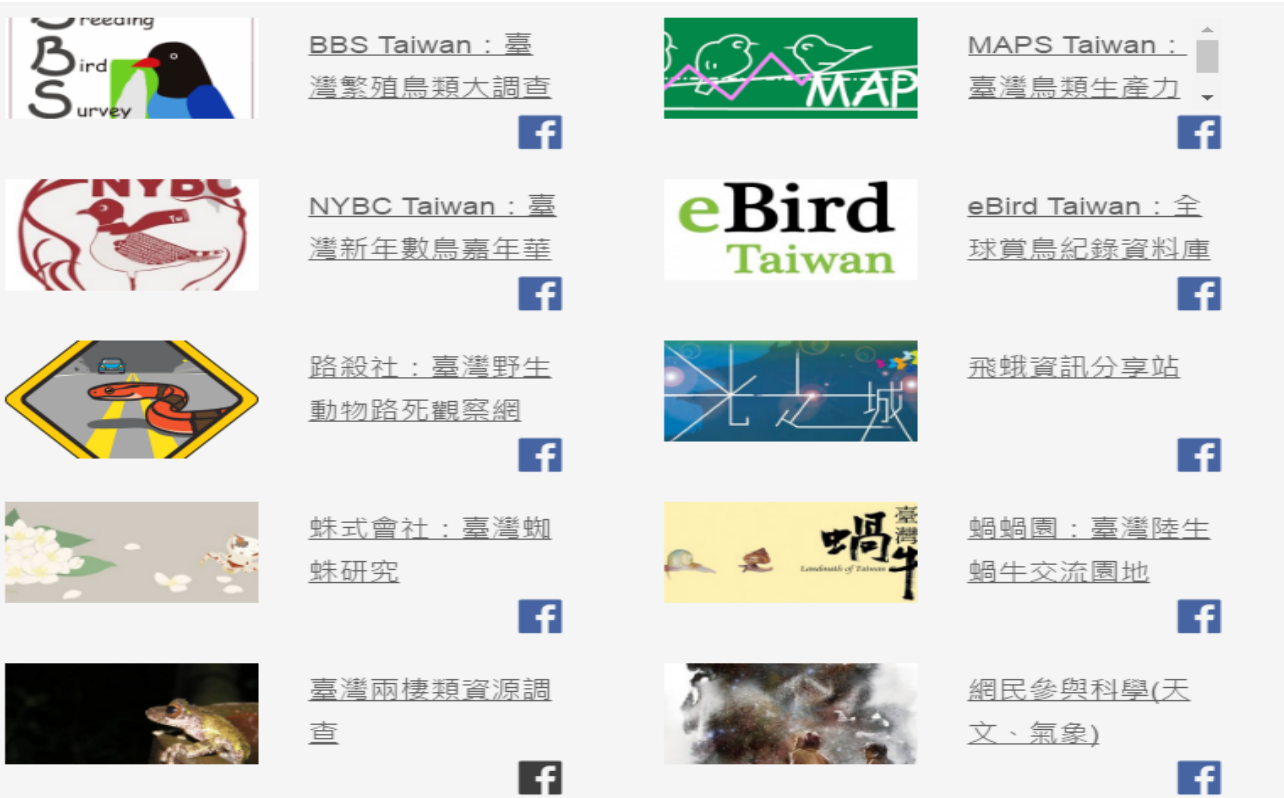 reeding
Bird
Survey
BBS Taiwan：臺
灣繁殖鳥類大調查
MAP
MAPS Taiwan：
臺灣鳥類生產力
NYBC
TW
NYBC Taiwan：臺
灣新年數鳥嘉年華
eBird
Taiwan
eBird Taiwan：全
球賞鳥紀錄資料庫
路殺社：臺灣野生
動物路死觀察網
光之城
飛蛾資訊分享站
蛛式會社：臺灣蜘
蛛研究
臺灣
蝸牛
Landsnails of Taiwan
蝸蝸園：臺灣陸生
蝸牛交流園地
臺灣兩棲類資源調
查
網民參與科學(天
文、氣象)